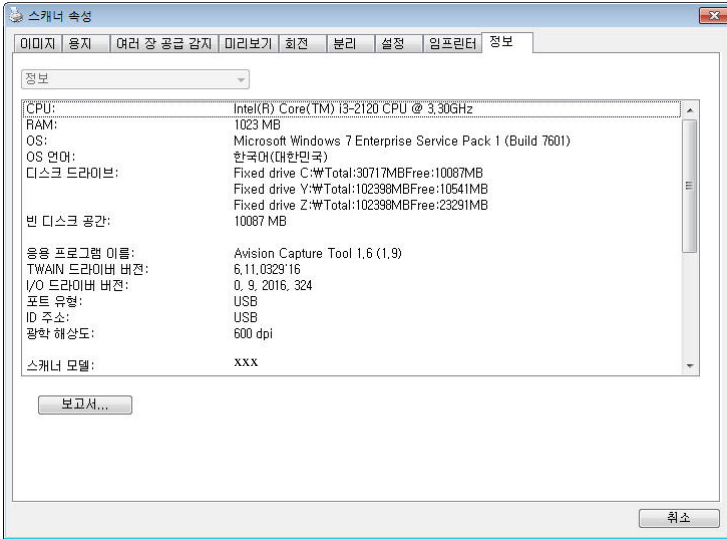 스캐너 속성
이미지 용지 여러 장 공급 감지 미리보기 회전 분리 설정 임프린터 정보
정보
CPU: Intel(R) Core(TM) i3-2120 CPU @ 3,30GHz
RAM: 1023 MB
OS: Microsoft Windows 7 Enterprise Service Pack 1 (Build 7601)
OS 언어: 한국어(대한민국)
디스크 드라이브: Fixed drive C:₩Total:30717MBFree:10087MB
Fixed drive Y:₩Total:102398MBFree:10541MB
Fixed drive Z:₩Total:102398MBFree:23291MB
빈 디스크 공간: 10087 MB
응용 프로그램 이름: Avision Capture Tool 1,6 (1,9)
TWAIN 드라이버 버전: 6,11,0329'16
I/O 드라이버 버전: 0, 9, 2016, 324
포트 유형: USB
ID 주소: USB
광학 해상도: 600 dpi
스캐너 모델: XXX
보고서...
취소